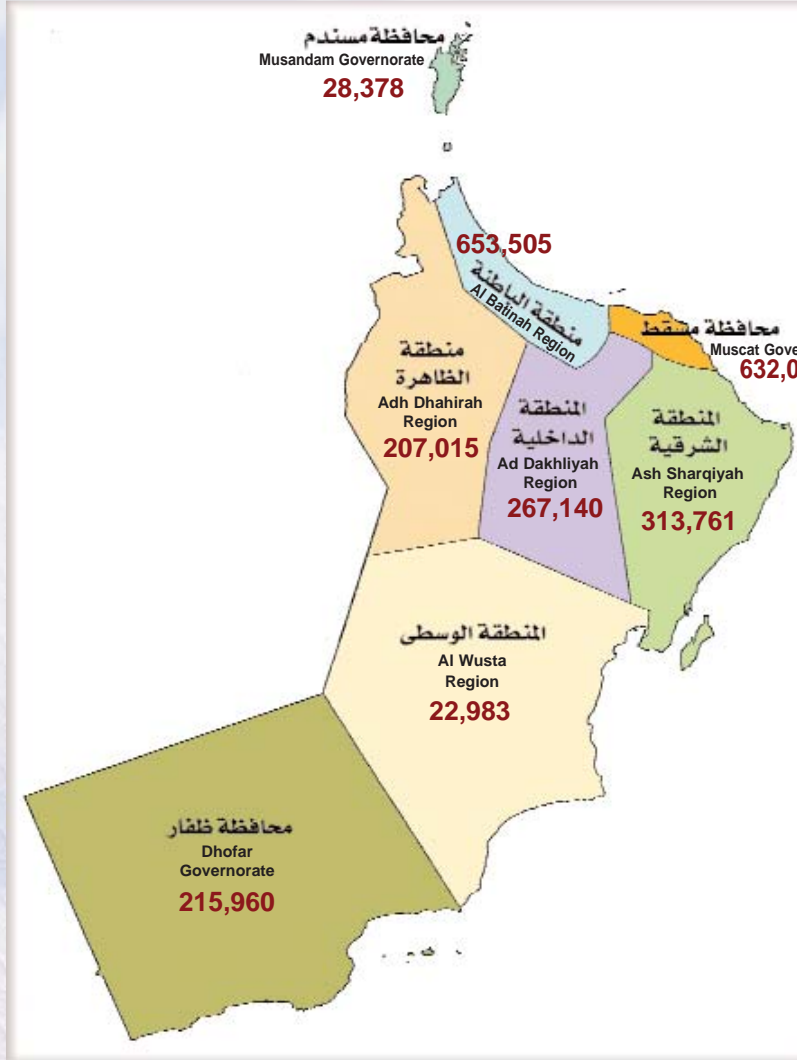 محافظة مسندم
Musandam Governorate
28,378
653,505
منطقة الباطنة
Al Batinah Region
محافظة مسقط
Muscat Gove
632,0
منطقة
الظاهرة
Adh Dhahirah
Region
207,015
المنطقة
الداخلية
Ad Dakhliyah
Region
267,140
المنطقة
الشرقية
Ash Sharqiyah
Region
313,761
المنطقة الوسطى
Al Wusta
Region
22,983
محافظة ظفار
Dhofar
Governorate
215,960